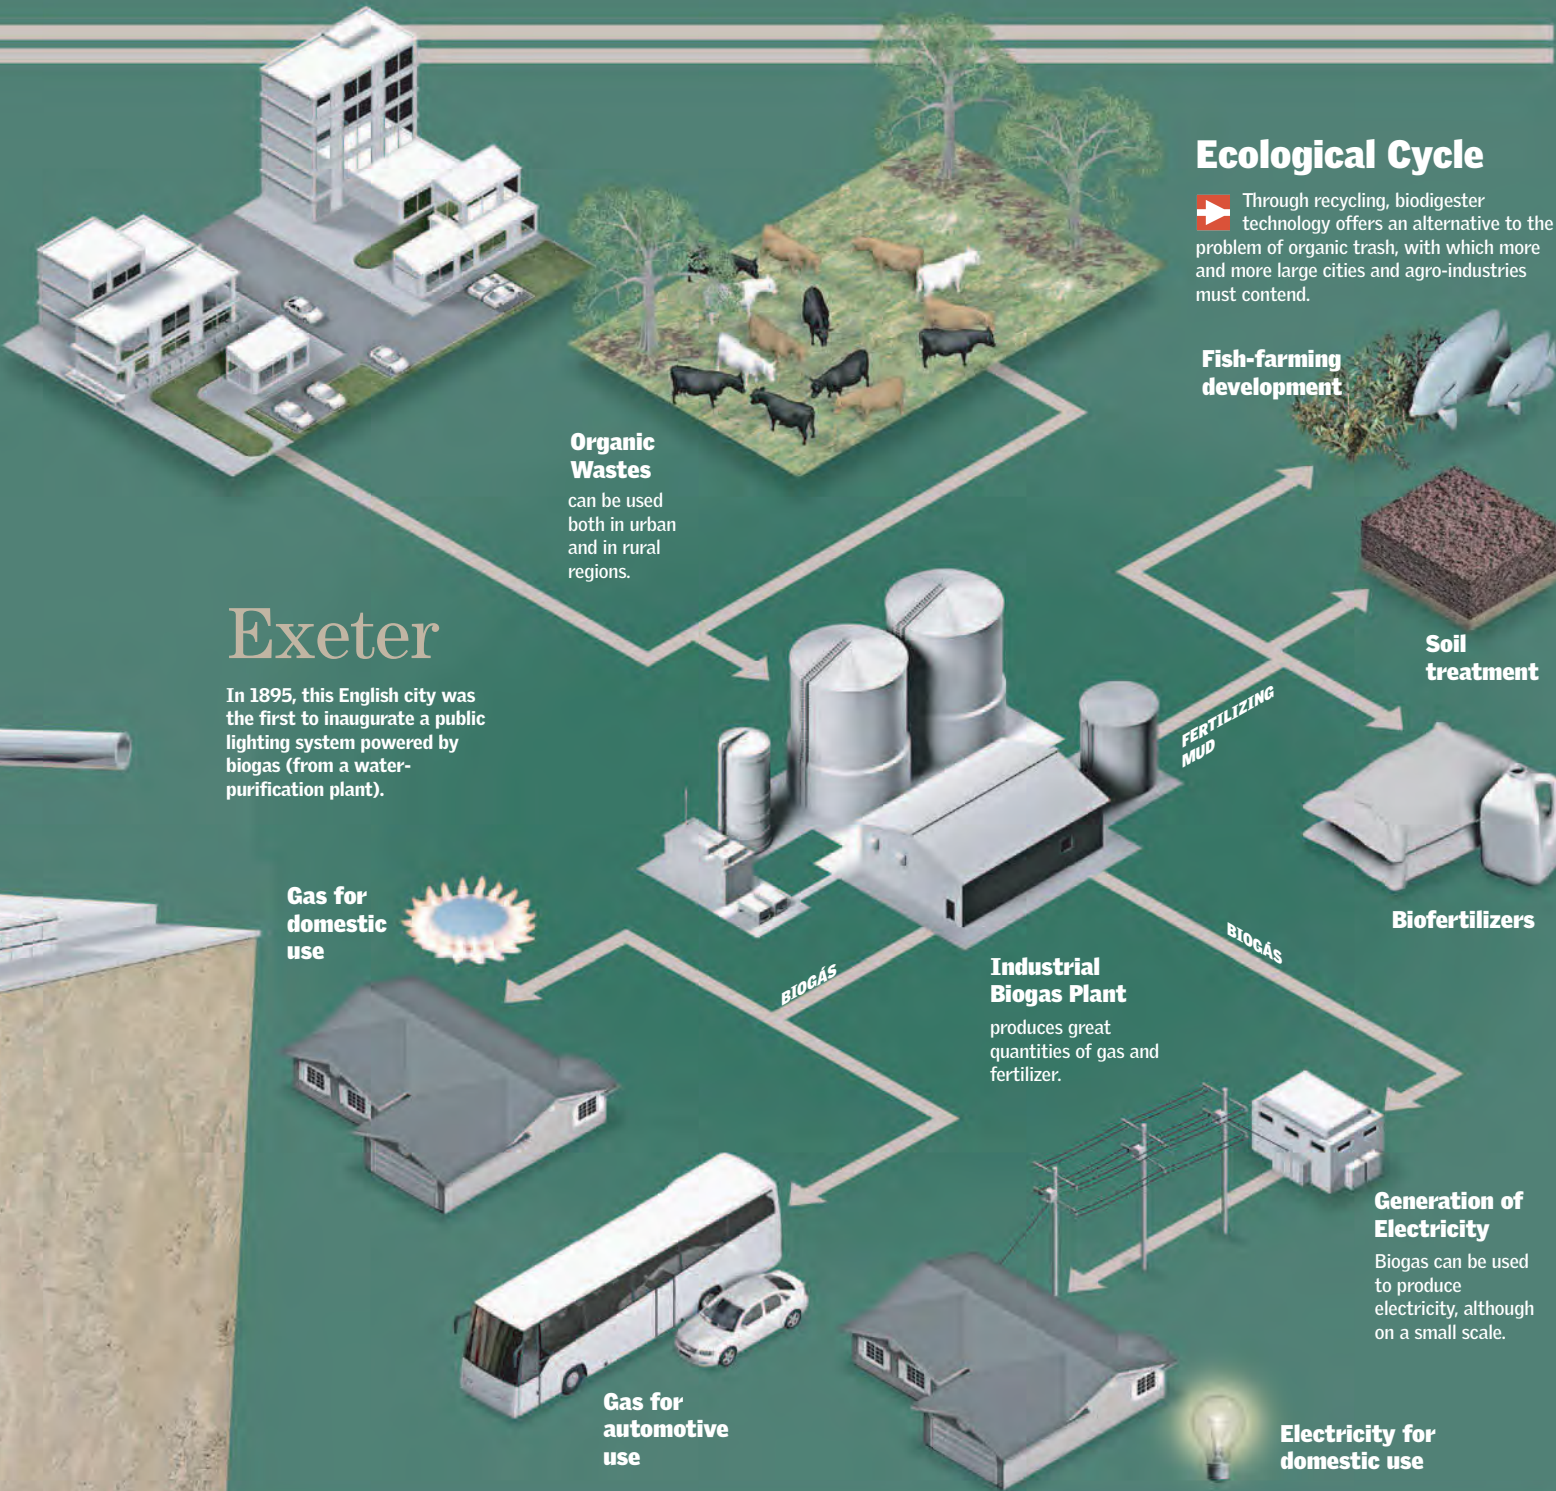 Ecological Cycle
Through recycling, biodigester
technology offers an alternative to the
problem of organic trash, with which more
and more large cities and agro-industries
must contend.
Fish-farming
development
Organic
Wastes
can be used
both in urban
and in rural
regions.
Exeter
In 1895, this English city was
the first to inaugurate a public
lighting system powered by
biogas (from a water-
purification plant).
Soil
treatment
FERTILIZING
MUD
Biofertilizers
Gas for
domestic
use
BIOGÁS
Industrial
Biogas Plant
produces great
quantities of gas and
fertilizer.
BIOGÁS
Generation of
Electricity
Biogas can be used
to produce
electricity, although
on a small scale.
Gas for
automotive
use
Electricity for
domestic use